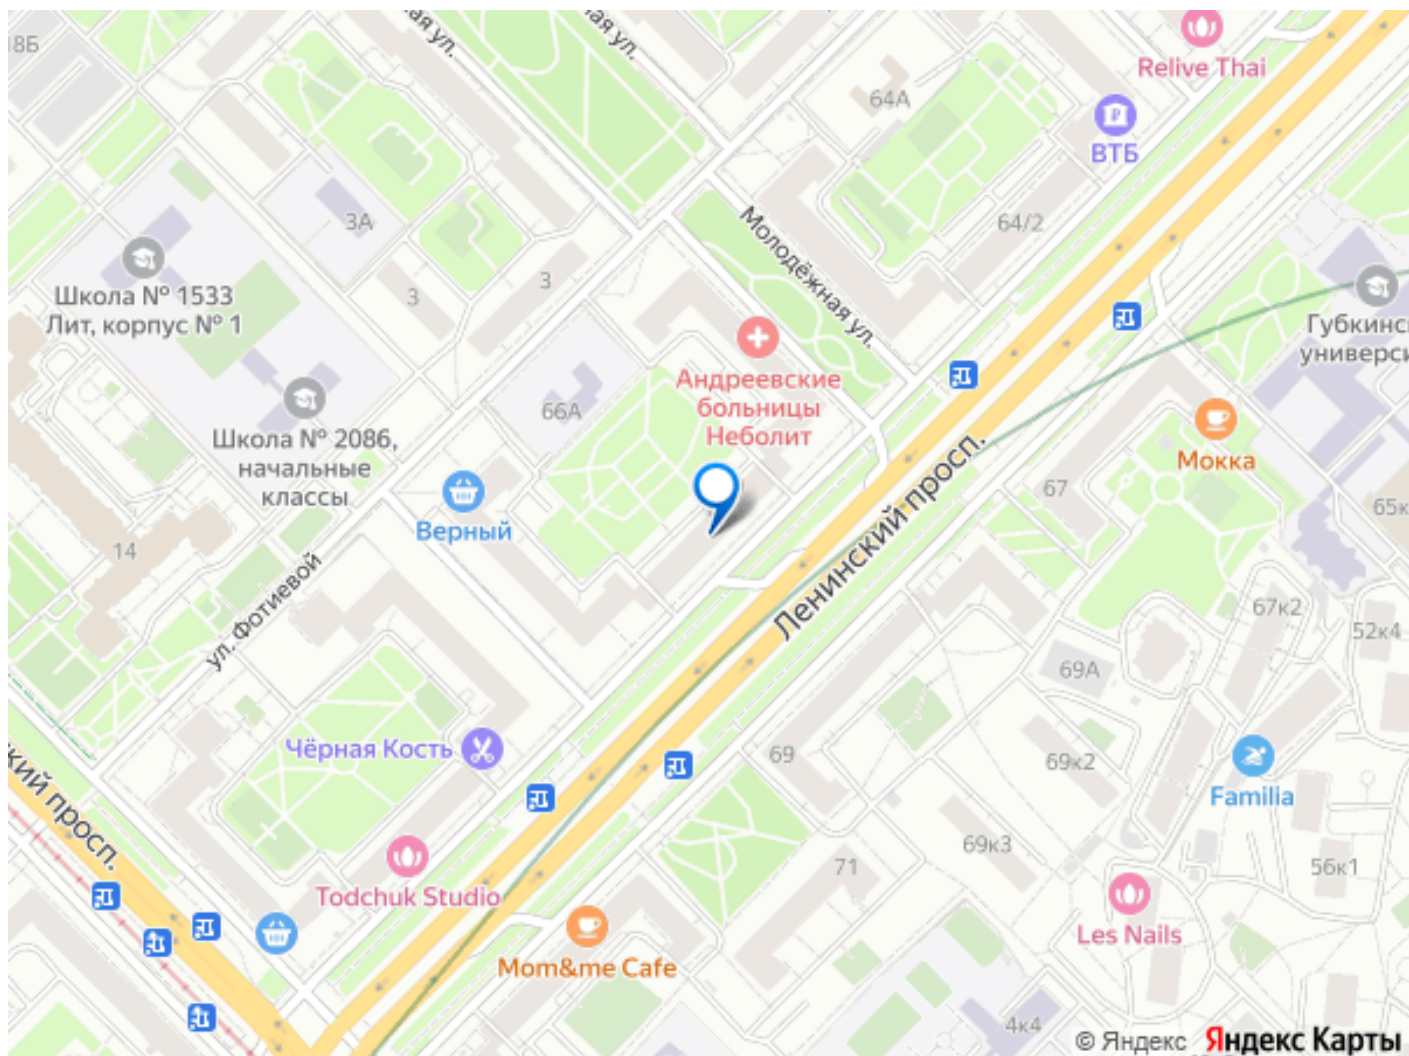 18Б
ая ул.
ная ул.
Relive Thai
64А
ВТБ
3А
64/2
Молодёжная ул.
Школа № 1533
Лит, корпус № 1
3
3
Губкинс
универси
Андреевские
больницы
Неболит
66А
Школа № 2086,
начальные
классы
Мокка
Верный
67
65к
Ленинский просп.
14
ул. Фотиевой
67к2
52к4
69А
Чёрная Кость
69
69к2
Familia
кий просп.
69к3
71
56к1
Todchuk Studio
Les Nails
Mom&me Cafe
4к4
© Яндекс Яндекс Карты